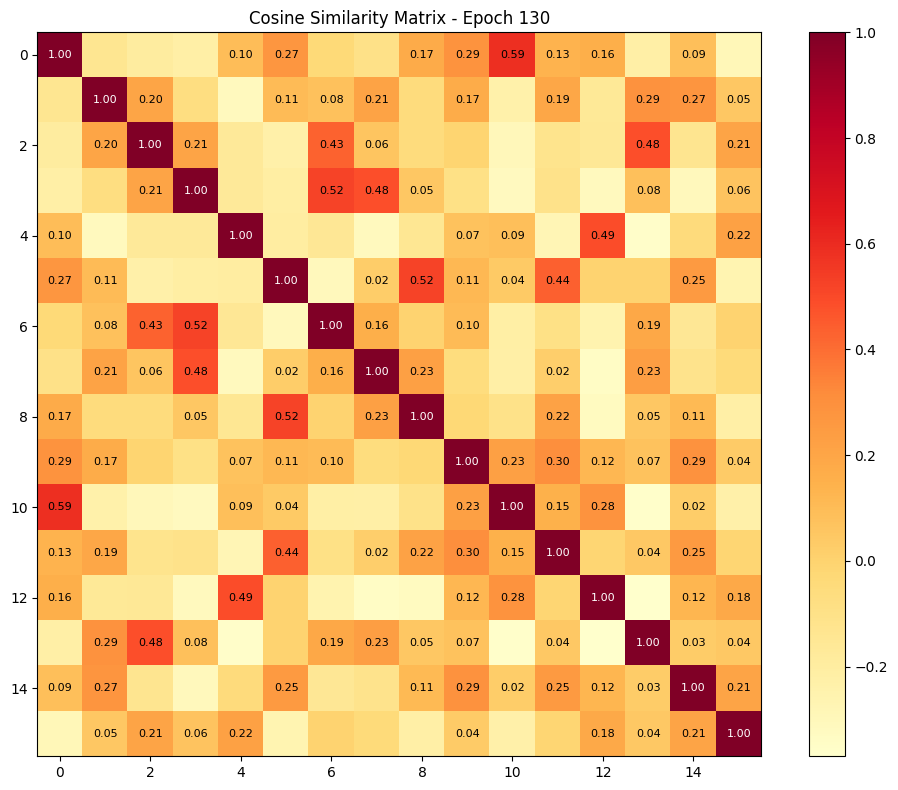 Cosine Similarity Matrix - Epoch 130
0 1.00 0.10 0.27 0.17 0.29 0.59 0.13 0.16 0.09
1.00 0.20 0.11 0.08 0.21 0.17 0.19 0.29 0.27 0.05
2 0.20 1.00 0.21 0.43 0.06 0.48 0.21
0.21 1.00 0.52 0.48 0.05 0.08 0.06
4 0.10 1.00 0.07 0.09 0.49 0.22
0.27 0.11 1.00 0.02 0.52 0.11 0.04 0.44 0.25
6 0.08 0.43 0.52 1.00 0.16 0.10 0.19
0.21 0.06 0.48 0.02 0.16 1.00 0.23 0.02 0.23
8 0.17 0.05 0.52 0.23 1.00 0.22 0.05 0.11
0.29 0.17 0.07 0.11 0.10 1.00 0.23 0.30 0.12 0.07 0.29 0.04
10 0.59 0.09 0.04 0.23 1.00 0.15 0.28 0.02
0.13 0.19 0.44 0.02 0.22 0.30 0.15 1.00 0.04 0.25
12 0.16 0.49 0.12 0.28 1.00 0.12 0.18
0.29 0.48 0.08 0.19 0.23 0.05 0.07 0.04 1.00 0.03 0.04
14 0.09 0.27 0.25 0.11 0.29 0.02 0.25 0.12 0.03 1.00 0.21
0.05 0.21 0.06 0.22 0.04 0.18 0.04 0.21 1.00
0 2 4 6 8 10 12 14
1.0
0.8
0.6
0.4
0.2
0.0
−0.2